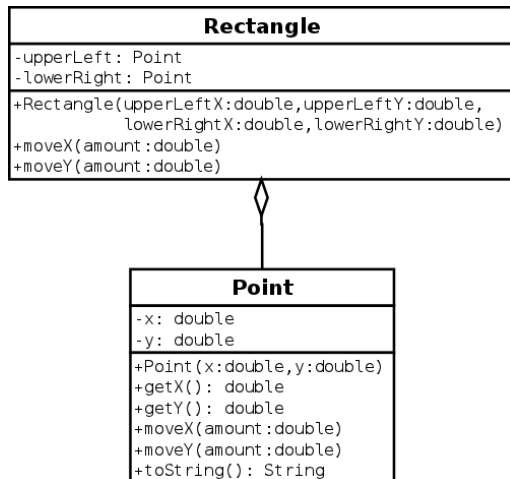 Rectangle
-upperLeft: Point
-lowerRight: Point
+Rectangle(upperLeftX:double,upperLeftY:double,
lowerRightX:double,lowerRightY:double)
+moveX(amount:double)
+moveY(amount:double)
Point
-x: double
-y: double
+Point(x:double,y:double)
+getX(): double
+getY(): double
+moveX(amount:double)
+moveY(amount:double)
+toString(): String